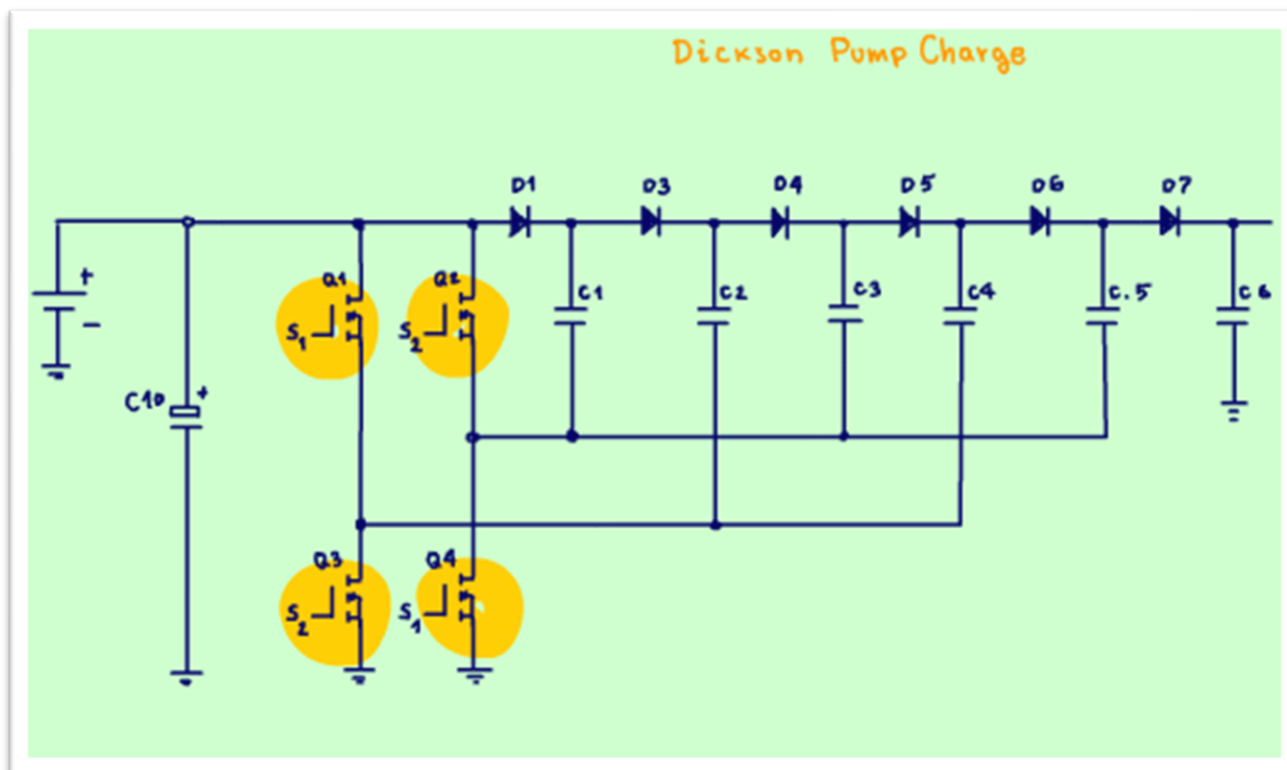 Dickson Pump Charge
D1 D3 D4 D5 D6 D7
+
−
Q1 Q2
S1 S2
C1 C2 C3 C4 C.5 C6
C10 +
Q3 Q4
S2 S1